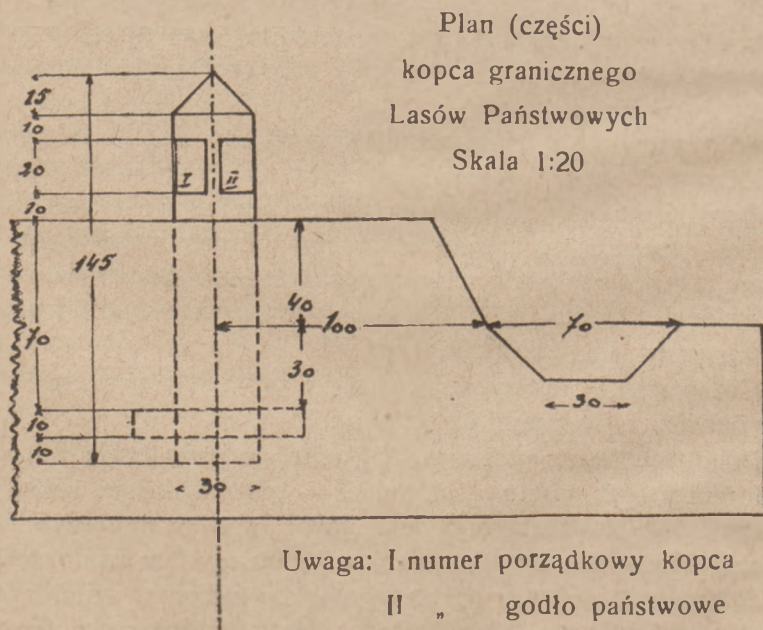 Plan (części)
kopca granicznego
Lasów Państwowych
Skala 1:20
15
10
20
10
I II
145
70
40
100
70
30
30
10
10
30
Uwaga: I numer porządkowy kopca
II „ godło państwowe